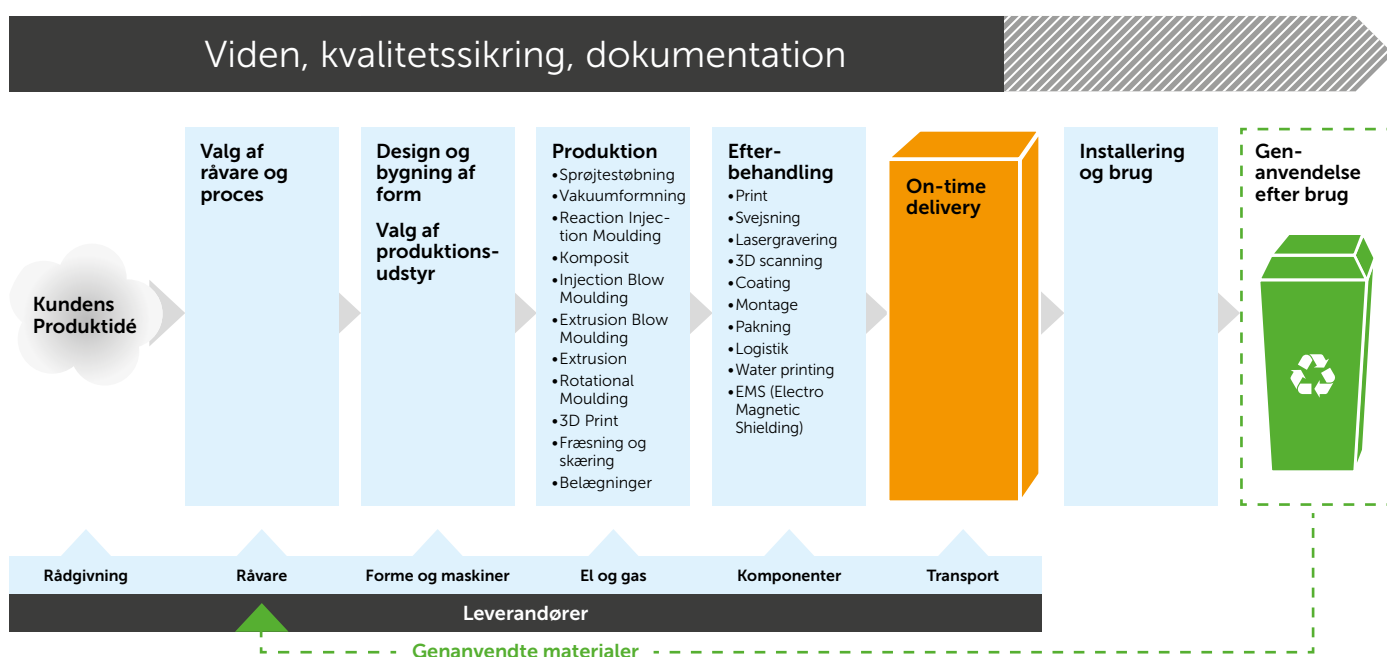 Viden, kvalitetssikring, dokumentation
Kundens
Produktidé
Valg af
råvare og
proces
Design og
bygning af
form
Valg af
produktions-
udstyr
Produktion
•Sprøjtestøbning
•Vakuumformning
•Reaction Injec-
tion Moulding
•Komposit
•Injection Blow
Moulding
•Extrusion Blow
Moulding
•Extrusion
•Rotational
Moulding
•3D Print
•Fræsning og
skæring
•Belægninger
Efter-
behandling
•Print
•Svejsning
•Lasergravering
•3D scanning
•Coating
•Montage
•Pakning
•Logistik
•Water printing
•EMS (Electro
Magnetic
Shielding)
On-time
delivery
Installering
og brug
Gen-
anvendelse
efter brug
Rådgivning
Råvare
Forme og maskiner
El og gas
Komponenter
Transport
Leverandører
Genanvendte materialer